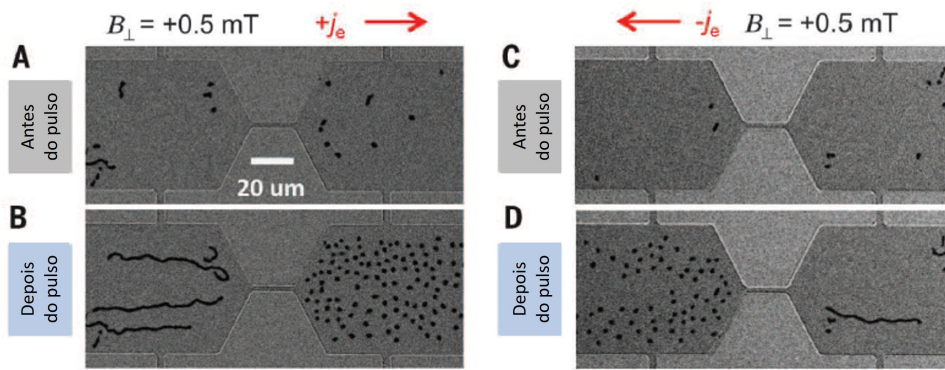 B⊥ = +0.5 mT
+jₑ
-jₑ
B⊥ = +0.5 mT
A
Antes
do pulso
20 um
C
Antes
do pulso
B
Depois
do pulso
D
Depois
do pulso